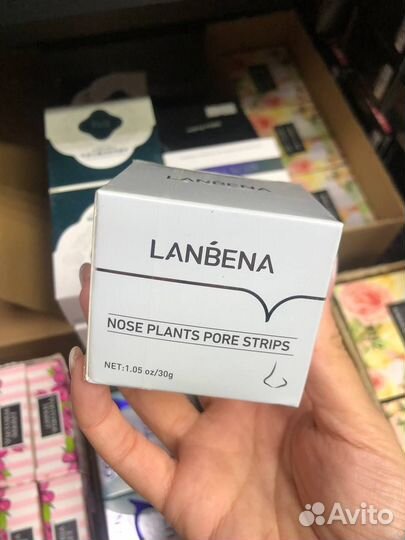 LANBENA
LANBENA
NOSE PLANTS PORE STRIPS
NET:1.05 oz/30g
Avito